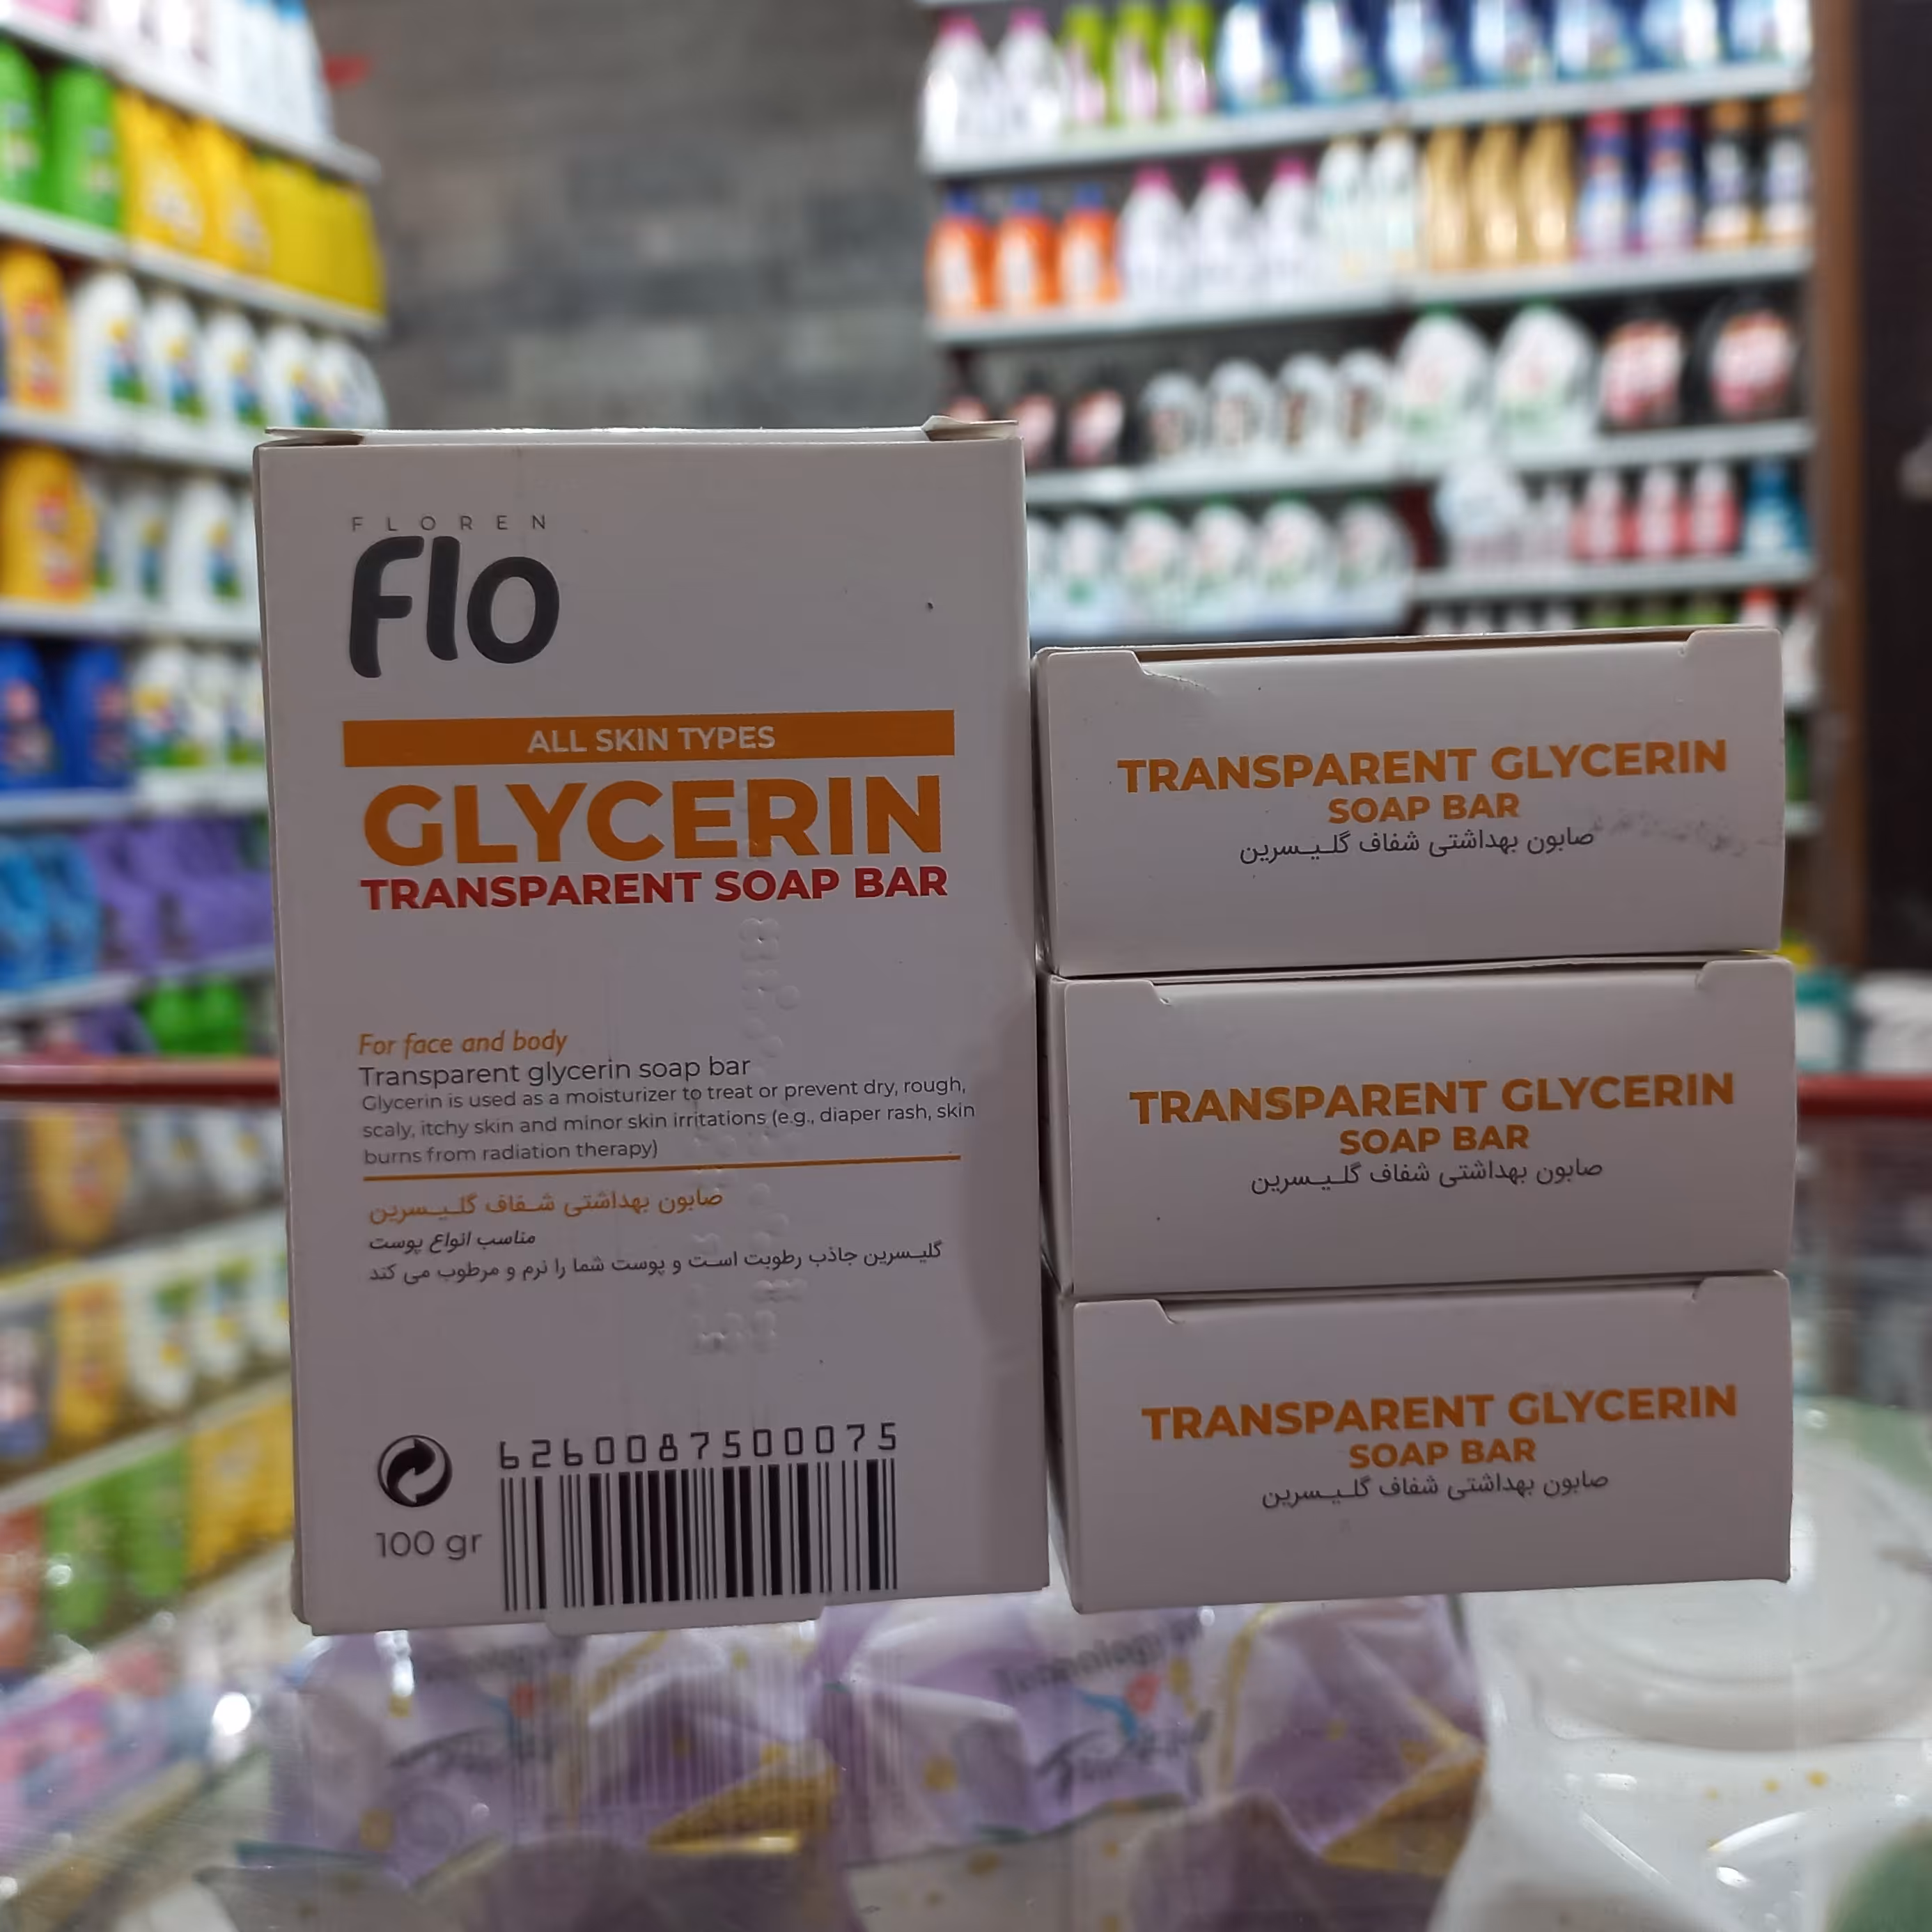 FLOREN
flo
ALL SKIN TYPES
GLYCERIN
TRANSPARENT SOAP BAR
For face and body
Transparent glycerin soap bar
Glycerin is used as a moisturizer to treat or prevent dry, rough,
scaly, itchy skin and minor skin irritations (e.g., diaper rash, skin
burns from radiation therapy)
صابون بهداشتی شفاف گلیسرین
مناسب انواع پوست
گلیسرین جاذب رطوبت است و پوست شما را نرم و مرطوب می کند
6260087500075
100 gr
TRANSPARENT GLYCERIN
SOAP BAR
صابون بهداشتی شفاف گلیسرین
TRANSPARENT GLYCERIN
SOAP BAR
صابون بهداشتی شفاف گلیسرین
TRANSPARENT GLYCERIN
SOAP BAR
صابون بهداشتی شفاف گلیسرین